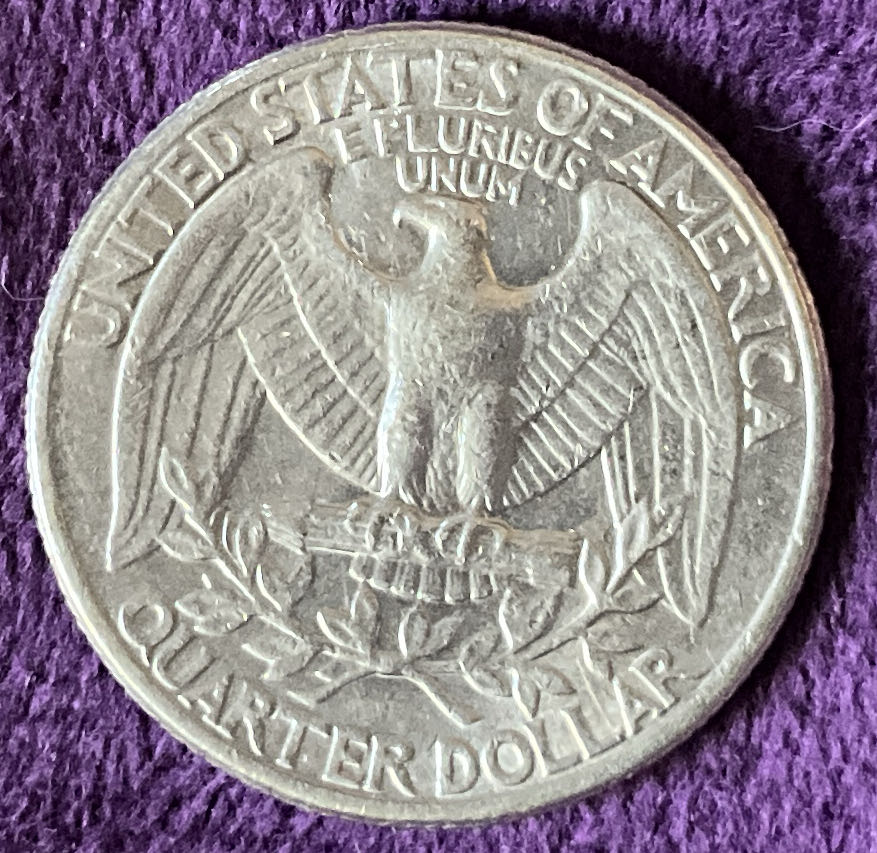 UNITED STATES OF AMERICA
E PLURIBUS
UNUM
QUARTER DOLLAR